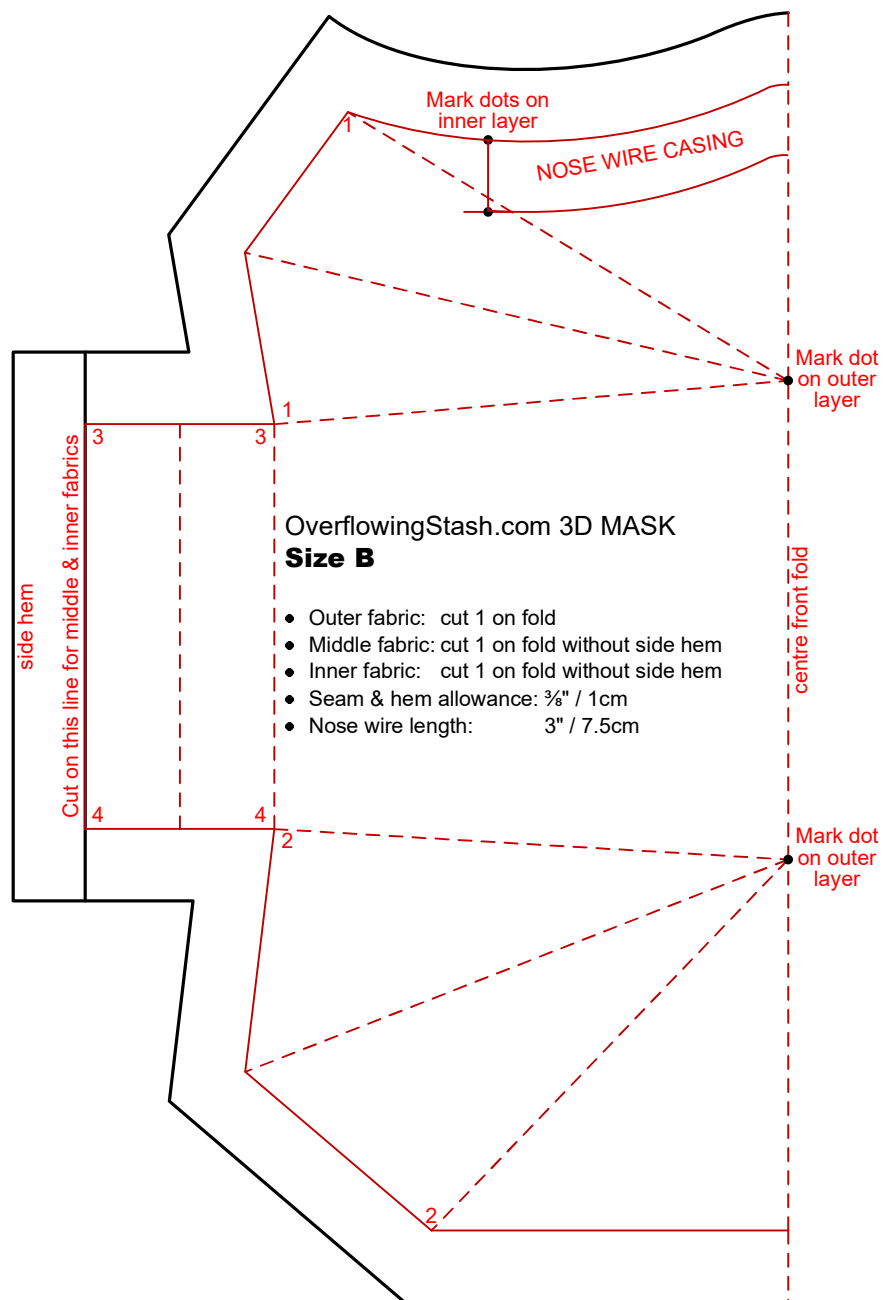 Mark dots on
inner layer
1
NOSE WIRE CASING
Mark dot
on outer
layer
1
3
3
side hem
Cut on this line for middle & inner fabrics
OverflowingStash.com 3D MASK
Size B
• Outer fabric: cut 1 on fold
• Middle fabric: cut 1 on fold without side hem
• Inner fabric: cut 1 on fold without side hem
• Seam & hem allowance: ⅜" / 1cm
• Nose wire length: 3" / 7.5cm
centre front fold
4
4
2
Mark dot
on outer
layer
2